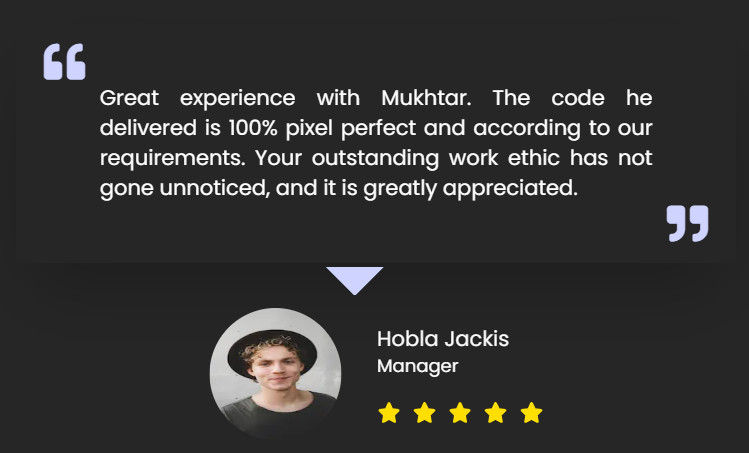 Great experience with Mukhtar. The code he
delivered is 100% pixel perfect and according to our
requirements. Your outstanding work ethic has not
gone unnoticed, and it is greatly appreciated.
Hobla Jackis
Manager